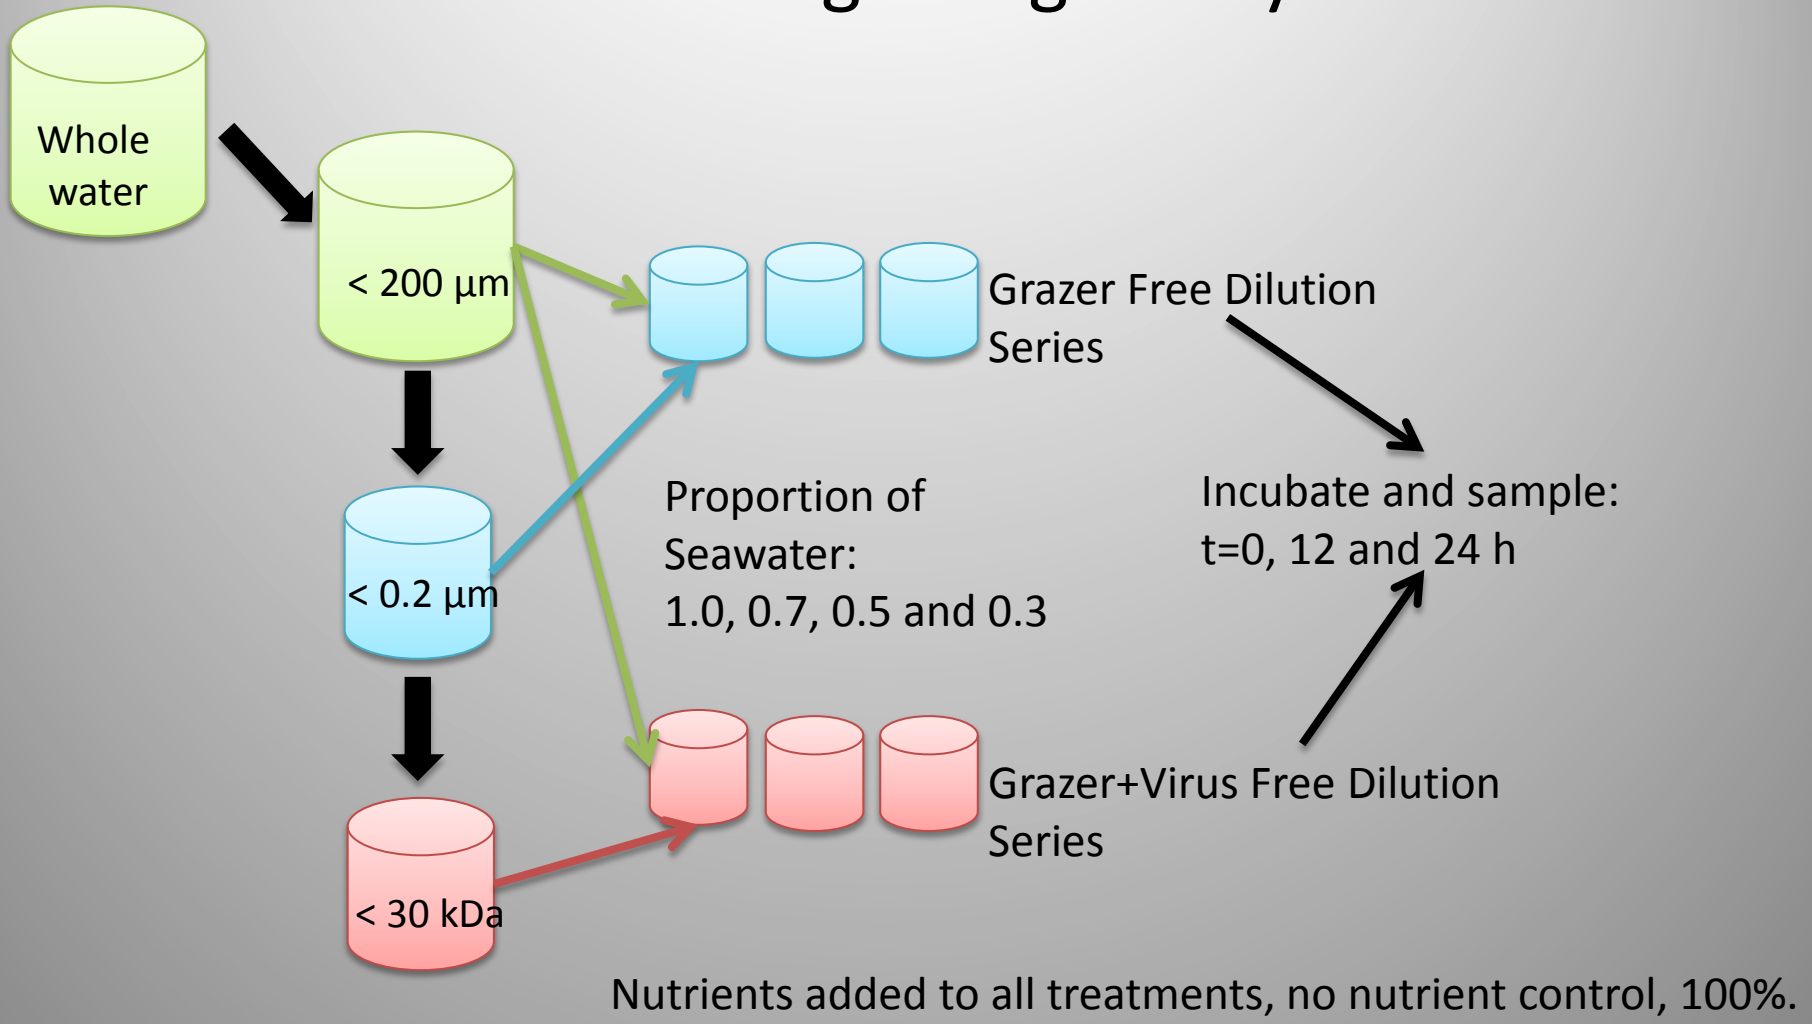 Whole
water
< 200 µm
Grazer Free Dilution
Series
< 0.2 µm
Proportion of
Seawater:
1.0, 0.7, 0.5 and 0.3
Incubate and sample:
t=0, 12 and 24 h
Grazer+Virus Free Dilution
Series
< 30 kDa
Nutrients added to all treatments, no nutrient control, 100%.